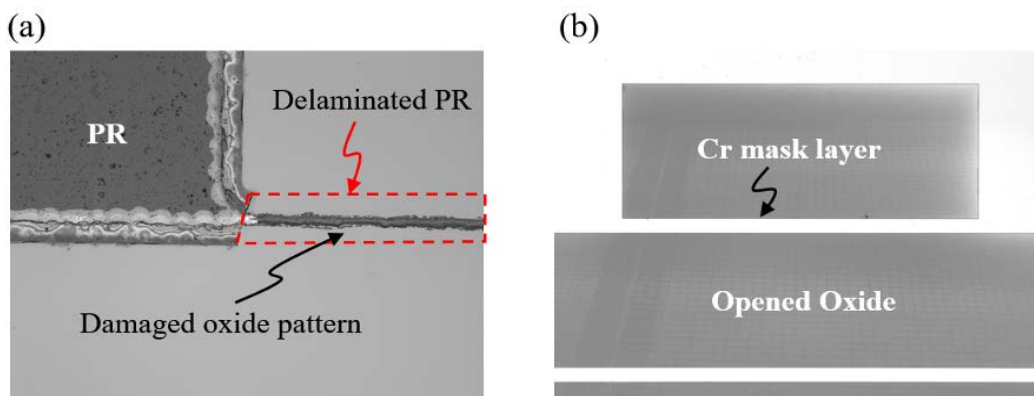 (a)
PR
Delaminated PR
Damaged oxide pattern
(b)
Cr mask layer
Opened Oxide